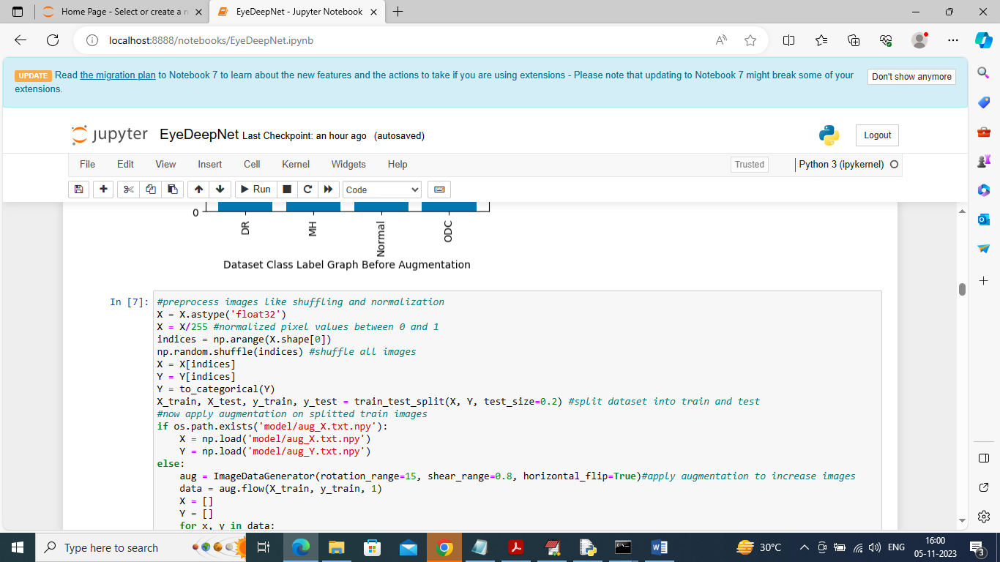 Home Page - Select or create a n
EyeDeepNet - Jupyter Notebook
localhost:8888/notebooks/EyeDeepNet.ipynb
UPDATE Read the migration plan to Notebook 7 to learn about the new features and the actions to take if you are using extensions - Please note that updating to Notebook 7 might break some of your
extensions.
Don't show anymore
jupyter EyeDeepNet Last Checkpoint: an hour ago (autosaved)
Logout
File Edit View Insert Cell Kernel Widgets Help
Trusted
Python 3 (ipykernel)
Run
Code
0
DR
MH
Normal
ODC
Dataset Class Label Graph Before Augmentation
In [7]:
#preprocess images like shuffling and normalization
X = X.astype('float32')
X = X/255 #normalized pixel values between 0 and 1
indices = np.arange(X.shape[0])
np.random.shuffle(indices) #shuffle all images
X = X[indices]
Y = Y[indices]
Y = to_categorical(Y)
X_train, X_test, y_train, y_test = train_test_split(X, Y, test_size=0.2) #split dataset into train and test
#now apply augmentation on splitted train images
if os.path.exists('model/aug_X.txt.npy'):
    X = np.load('model/aug_X.txt.npy')
    Y = np.load('model/aug_Y.txt.npy')
else:
    aug = ImageDataGenerator(rotation_range=15, shear_range=0.8, horizontal_flip=True)#apply augmentation to increase images
    data = aug.flow(X_train, y_train, 1)
    X = []
    Y = []
    for x, y in data:
Type here to search
30°C
ENG
16:00
05-11-2023
3